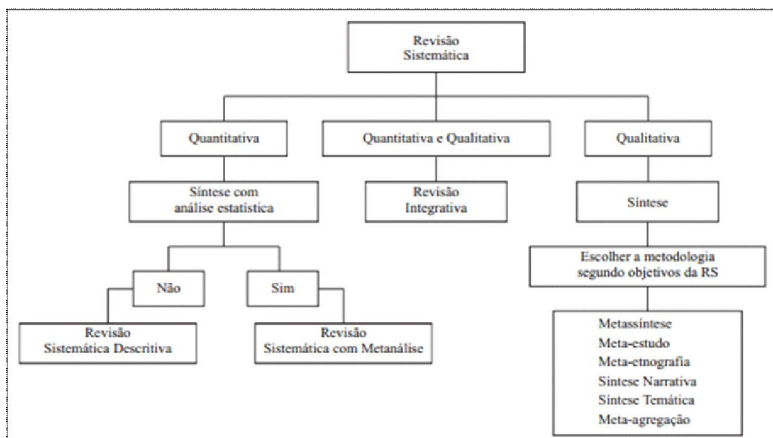 Revisão
Sistemática
Quantitativa
Quantitativa e Qualitativa
Qualitativa
Síntese com
análise estatística
Revisão
Integrativa
Síntese
Não
Sim
Escolher a metodologia
segundo objetivos da RS
Revisão
Sistemática Descritiva
Revisão
Sistemática com Metanálise
Metassíntese
Meta-estudo
Meta-etnografia
Síntese Narrativa
Síntese Temática
Meta-agregação